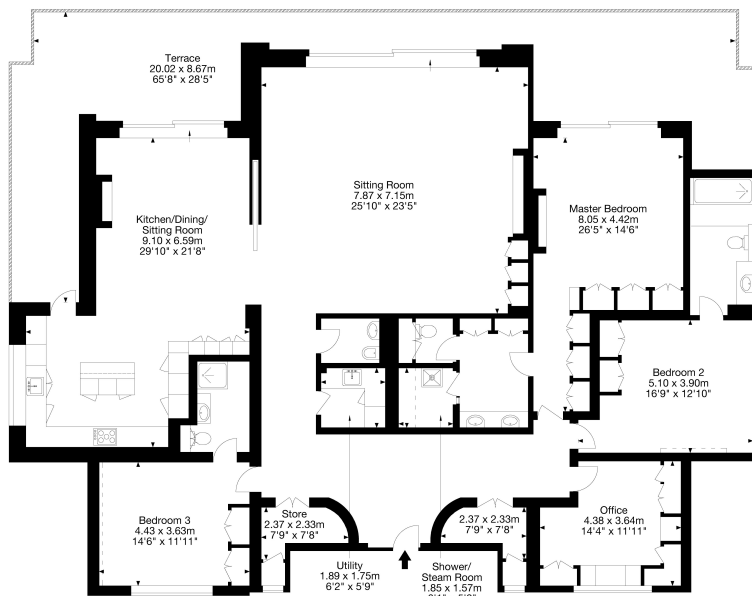 Terrace
20.02 x 8.67m
65'8" x 28'5"
Sitting Room
7.87 x 7.15m
25'10" x 23'5"
Kitchen/Dining/
Sitting Room
9.10 x 6.59m
29'10" x 21'8"
Master Bedroom
8.05 x 4.42m
26'5" x 14'6"
Bedroom 2
5.10 x 3.90m
16'9" x 12'10"
Bedroom 3
4.43 x 3.63m
14'6" x 11'11"
Store
2.37 x 2.33m
7'9" x 7'8"
2.37 x 2.33m
7'9" x 7'8"
Office
4.38 x 3.64m
14'4" x 11'11"
Utility
1.89 x 1.75m
6'2" x 5'9"
Shower/
Steam Room
1.85 x 1.57m